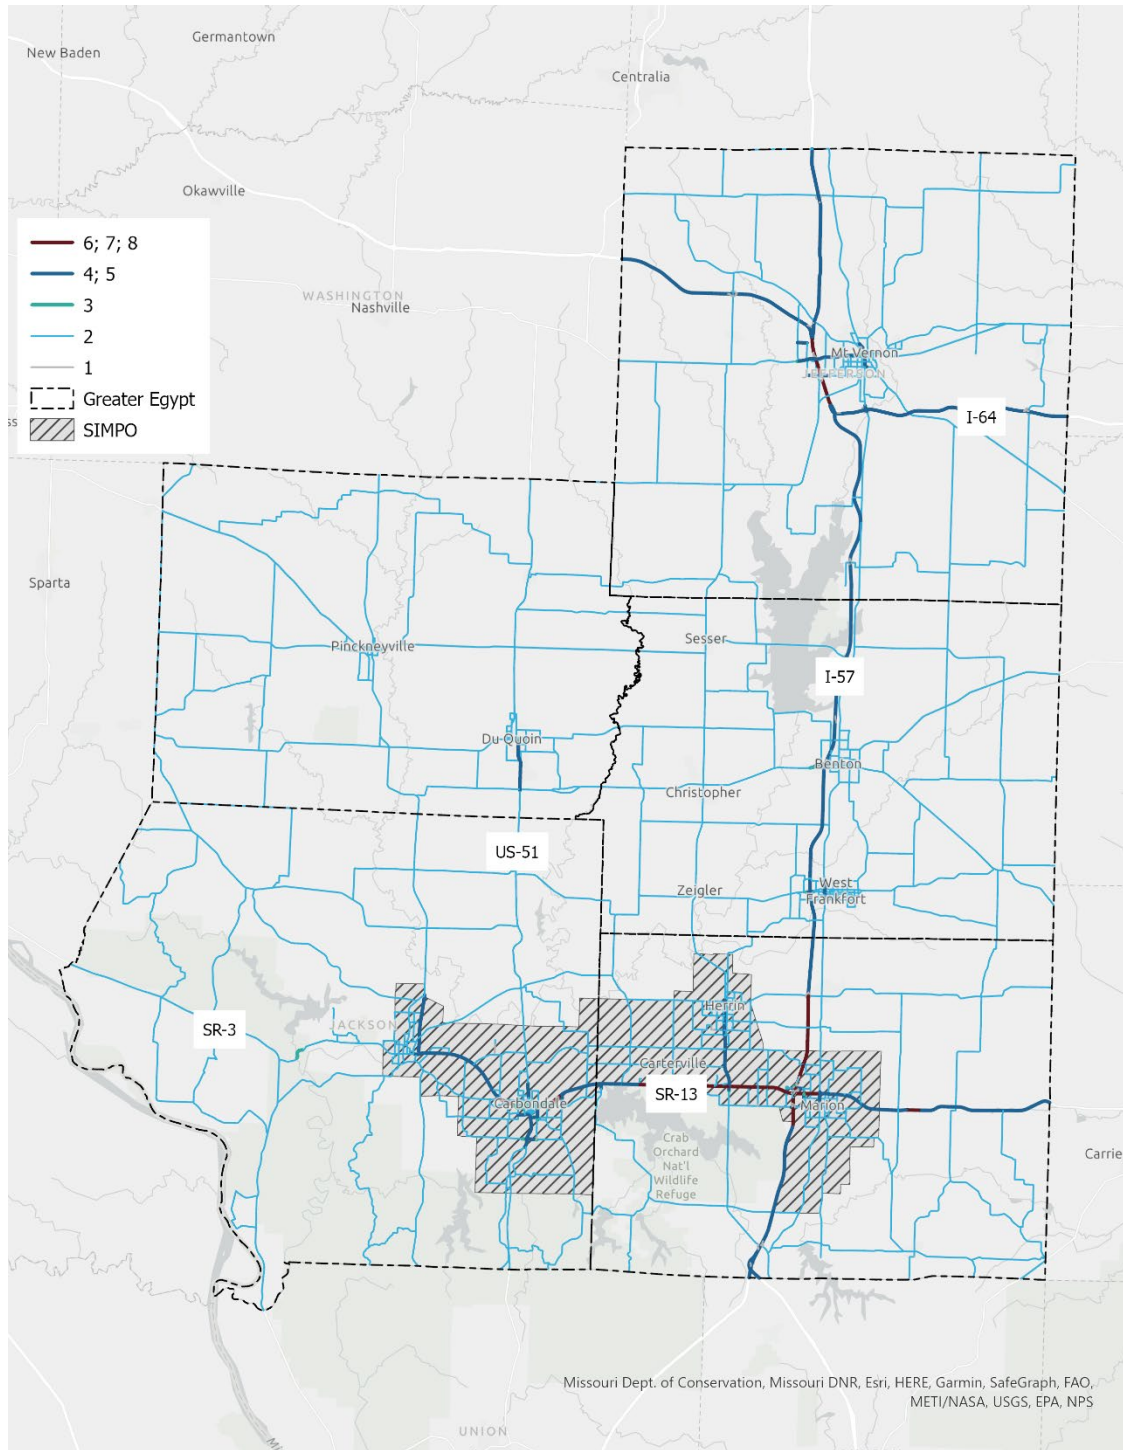 Germantown
New Baden
Centralia
Okawville
6; 7; 8
4; 5
3
2
1
Greater Egypt
SIMPO
WASHINGTON
Nashville
Mt Vernon
JEFFERSON
I-64
Sparta
Sesser
Pinckneyville
I-57
Du Quoin
Benton
Christopher
US-51
Zeigler
West
Frankfort
Herrin
SR-3
JACKSON
Carterville
SR-13
Carbondale
Marion
Crab
Orchard
Nat'l
Wildlife
Refuge
Carrie
Missouri Dept. of Conservation, Missouri DNR, Esri, HERE, Garmin, SafeGraph, FAO,
METI/NASA, USGS, EPA, NPS
UNION